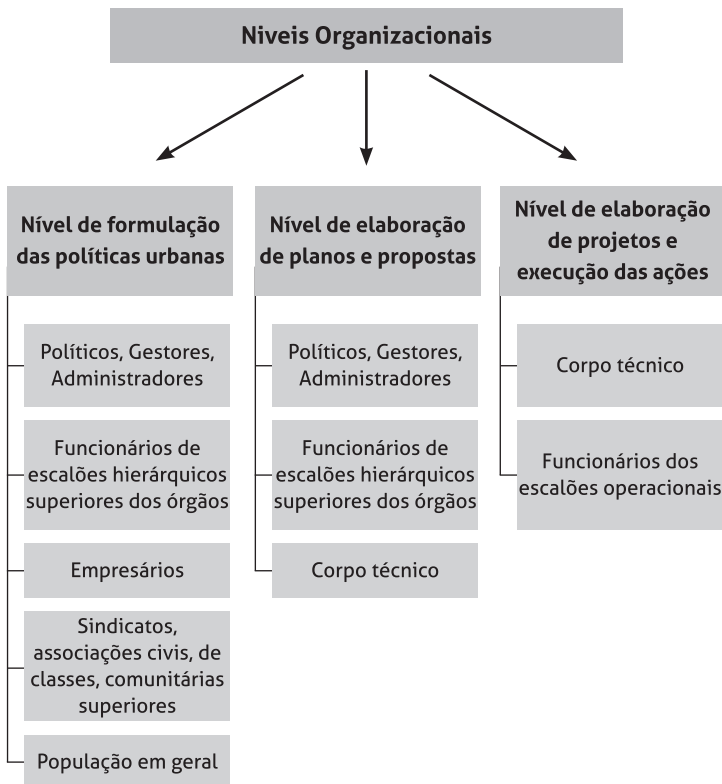 Niveis Organizacionais
Nível de formulação
das políticas urbanas
Políticos, Gestores,
Administradores
Funcionários de
escalões hierárquicos
superiores dos órgãos
Empresários
Sindicatos,
associações civis, de
classes, comunitárias
superiores
População em geral
Nível de elaboração
de planos e propostas
Políticos, Gestores,
Administradores
Funcionários de
escalões hierárquicos
superiores dos órgãos
Corpo técnico
Nível de elaboração
de projetos e
execução das ações
Corpo técnico
Funcionários dos
escalões operacionais